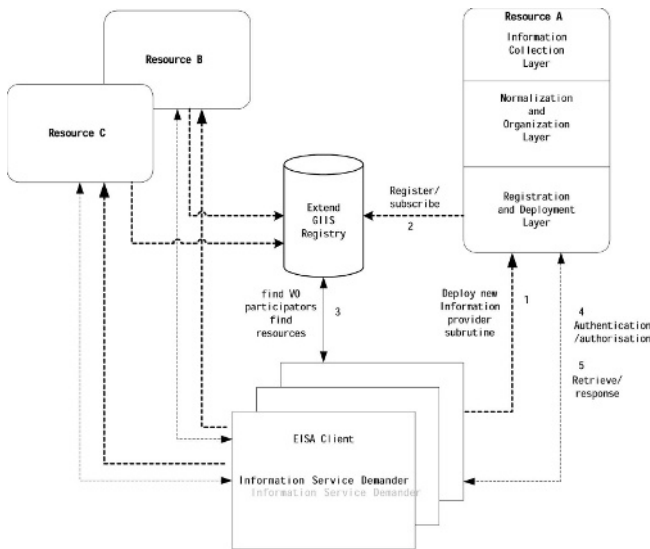 Resource A
Information
Collection
Layer
Normalization and
Organization
Layer
Registration
and Deployment
Layer
Resource B
Resource C
Extend
GIIS
Registry
Register/
subscribe
2
find VO
participators
find
resources
3
Deploy new
Information
provider
subrutine
1
4
Authentication
/authorisation
5
Retrieve/
response
EISA Client
Information Service Demander
Information Service Demander